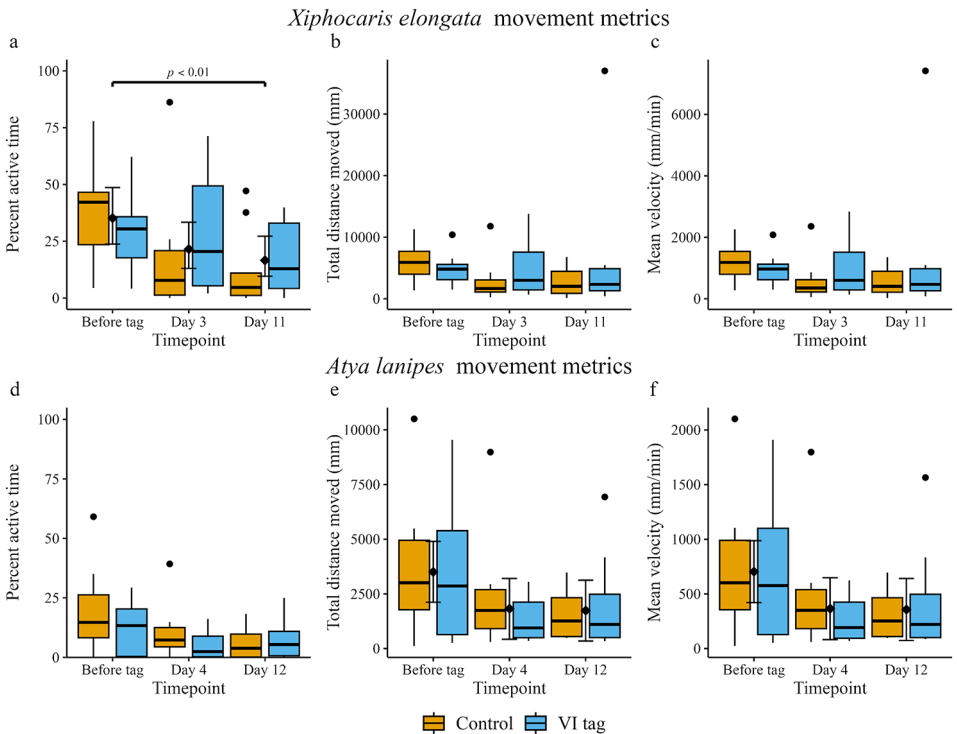 Xiphocaris elongata movement metrics
a
b
c
p < 0.01
Percent active time
100
75
50
25
0
Before tag Day 3 Day 11
Timepoint
Total distance moved (mm)
30000
20000
10000
0
Before tag Day 3 Day 11
Timepoint
Mean velocity (mm/min)
6000
4000
2000
0
Before tag Day 3 Day 11
Timepoint
Atya lanipes movement metrics
d
e
f
Percent active time
100
75
50
25
0
Before tag Day 4 Day 12
Timepoint
Total distance moved (mm)
10000
7500
5000
2500
0
Before tag Day 4 Day 12
Timepoint
Mean velocity (mm/min)
2000
1500
1000
500
0
Before tag Day 4 Day 12
Timepoint
Control VI tag